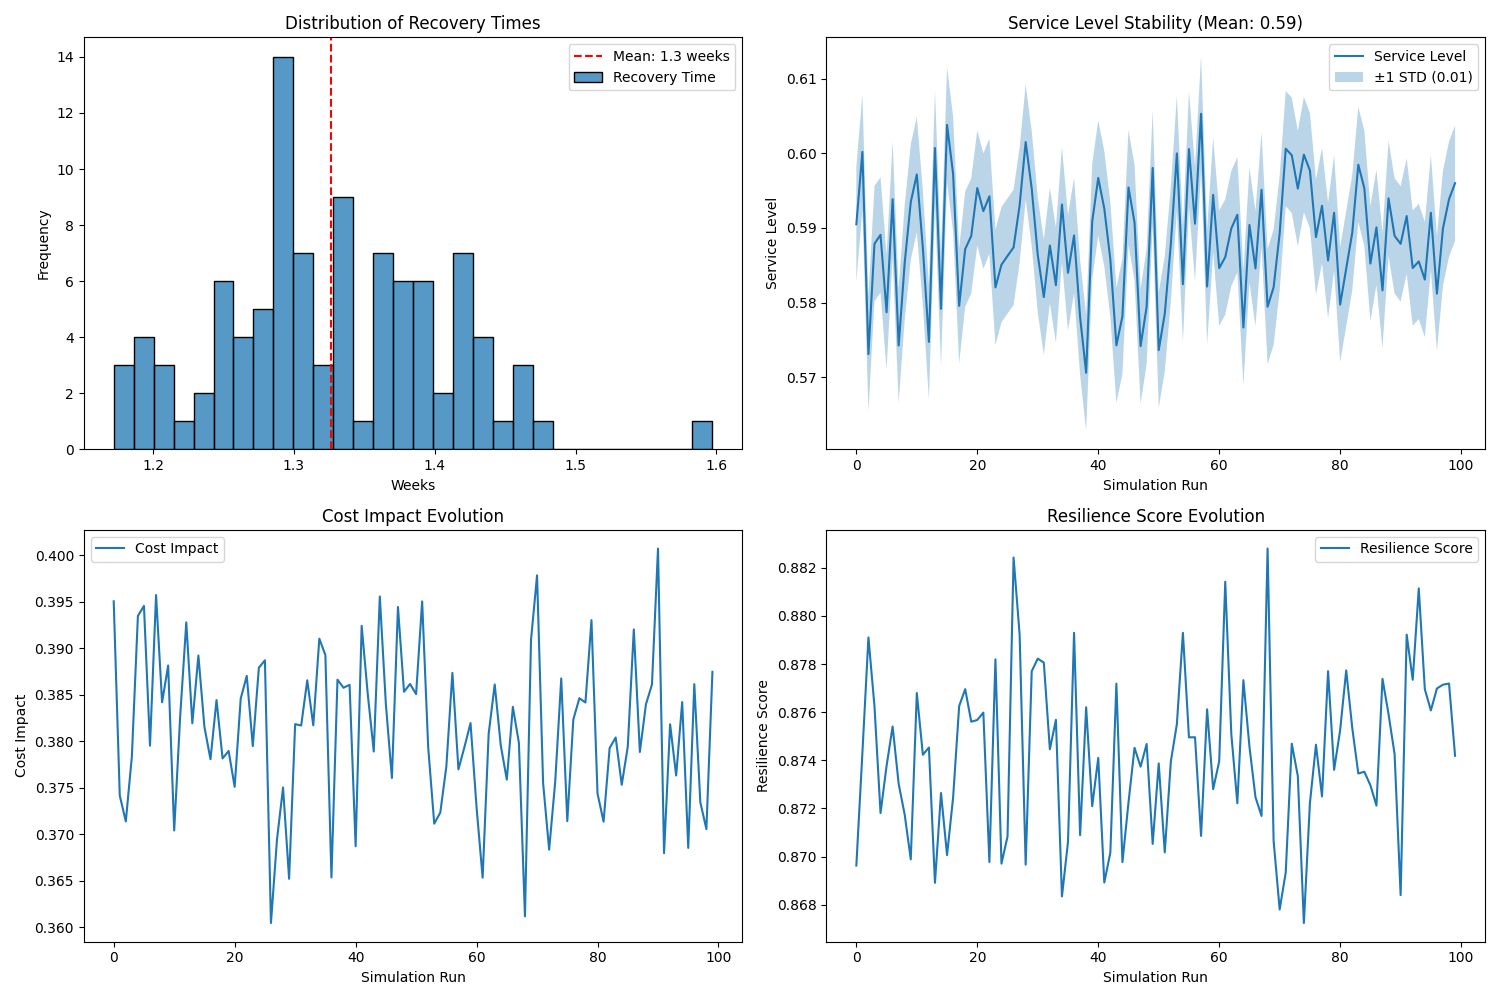 Distribution of Recovery Times
Frequency
14
12
10
8
6
4
2
0
Mean: 1.3 weeks
Recovery Time
1.2
1.3
1.4
1.5
1.6
Weeks
Service Level Stability (Mean: 0.59)
Service Level
0.61
0.60
0.59
0.58
0.57
Service Level
±1 STD (0.01)
0
20
40
60
80
100
Simulation Run
Cost Impact Evolution
Cost Impact
0.400
0.395
0.390
0.385
0.380
0.375
0.370
0.365
0.360
Cost Impact
0
20
40
60
80
100
Simulation Run
Resilience Score Evolution
Resilience Score
0.882
0.880
0.878
0.876
0.874
0.872
0.870
0.868
Resilience Score
0
20
40
60
80
100
Simulation Run